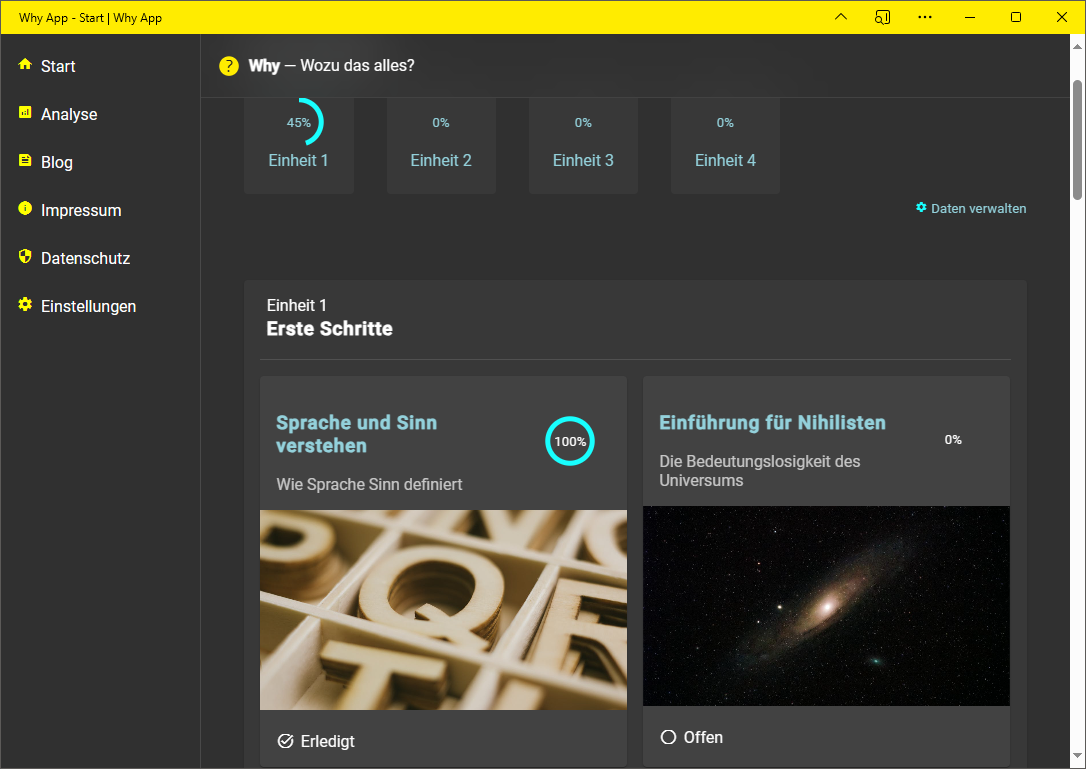 Why App - Start | Why App
Start
Analyse
Blog
Impressum
Datenschutz
Einstellungen
? Why — Wozu das alles?
45%
Einheit 1
0%
Einheit 2
0%
Einheit 3
0%
Einheit 4
Daten verwalten
Einheit 1
Erste Schritte
Sprache und Sinn
verstehen
100%
Wie Sprache Sinn definiert
Q
T
Erledigt
Einführung für Nihilisten
0%
Die Bedeutungslosigkeit des
Universums
Offen